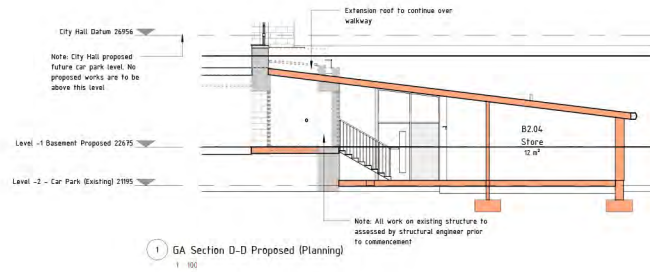 Extension roof to continue over
walkway
City Hall Datum 26956
Note: City Hall proposed
future car park level. No
proposed works are to be
above this level
B2.04
Store
12 m²
Level -1 Basement Proposed 22675
Level -2 - Car Park (Existing) 21195
Note: All work on existing structure to
assessed by structural engineer prior
to commencement
1 GA Section D-D Proposed (Planning)
1 : 100